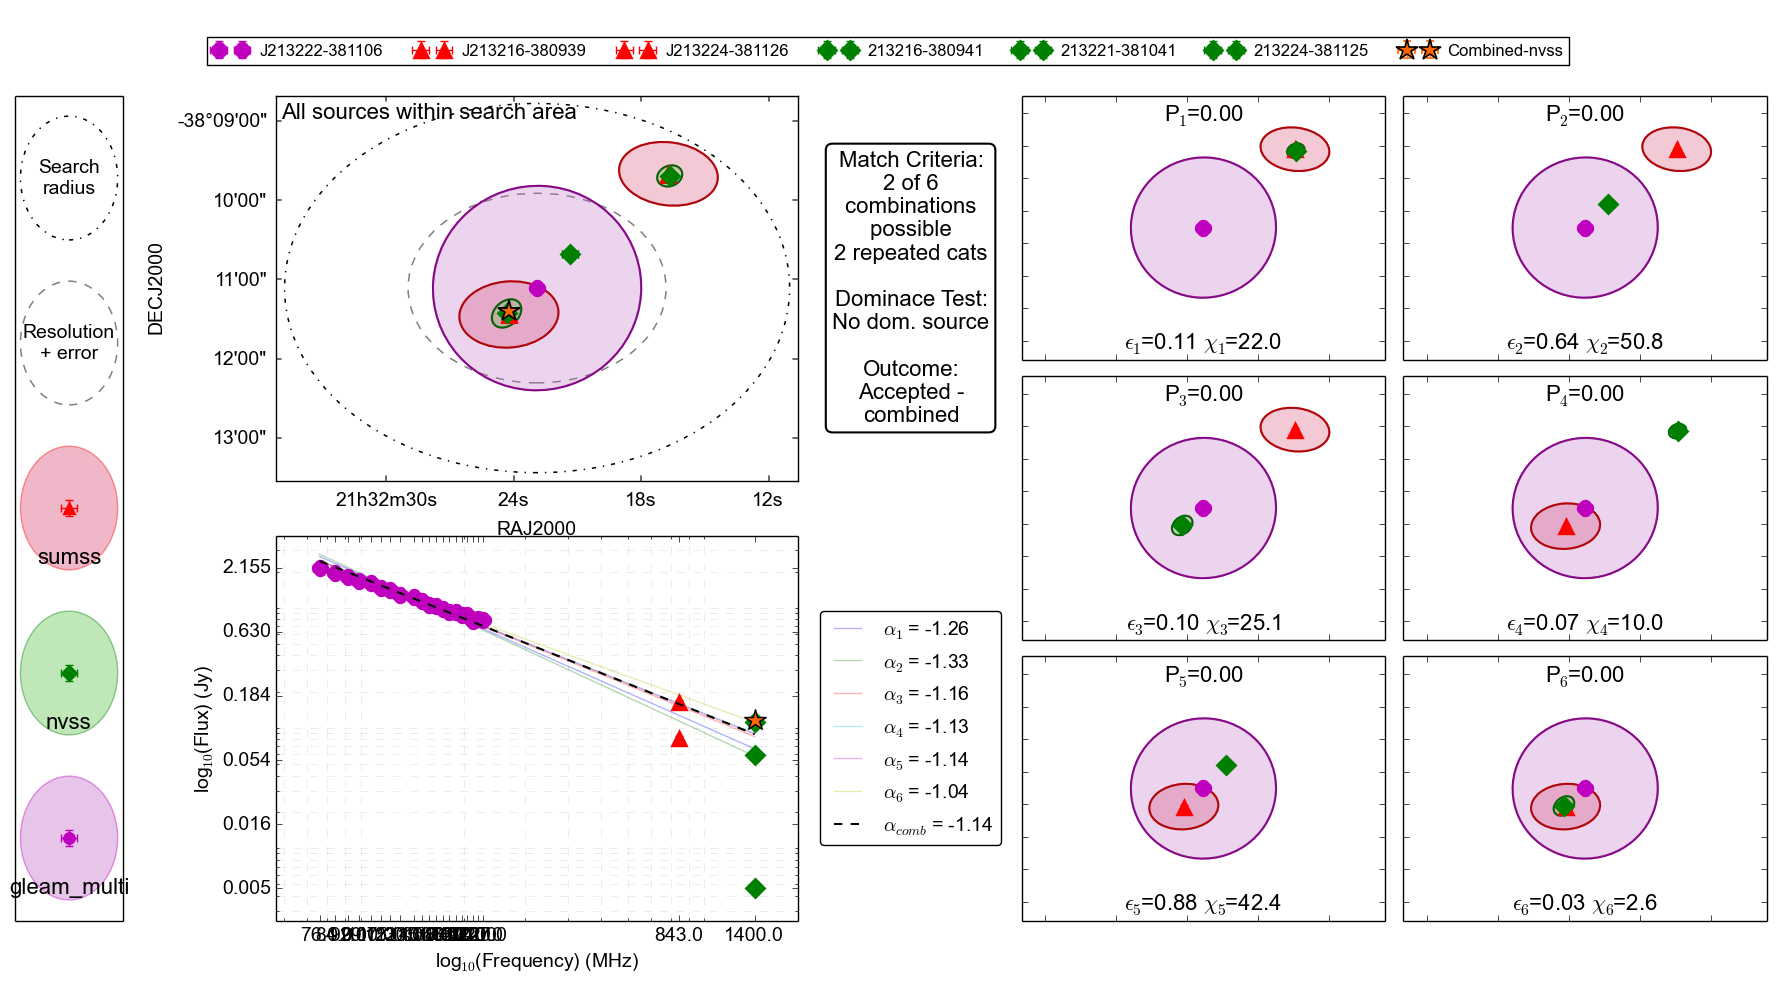 J213222-381106 J213216-380939 J213224-381126 213216-380941 213221-381041 213224-381125 Combined-nvss
Search
radius
Resolution
+ error
sumss
nvss
gleam_multi
All sources within search area
-38°09'00"
10'00"
11'00"
12'00"
13'00"
DECJ2000
21h32m30s 24s 18s 12s
RAJ2000
Match Criteria:
2 of 6
combinations
possible
2 repeated cats
Dominace Test:
No dom. source
Outcome:
Accepted -
combined
2.155
0.630
0.184
0.054
0.016
0.005
log10(Flux) (Jy)
843.0 1400.0
log10(Frequency) (MHz)
α1 = -1.26
α2 = -1.33
α3 = -1.16
α4 = -1.13
α5 = -1.14
α6 = -1.04
αcomb = -1.14
P1=0.00
ϵ1=0.11 χ1=22.0
P2=0.00
ϵ2=0.64 χ2=50.8
P3=0.00
ϵ3=0.10 χ3=25.1
P4=0.00
ϵ4=0.07 χ4=10.0
P5=0.00
ϵ5=0.88 χ5=42.4
P6=0.00
ϵ6=0.03 χ6=2.6